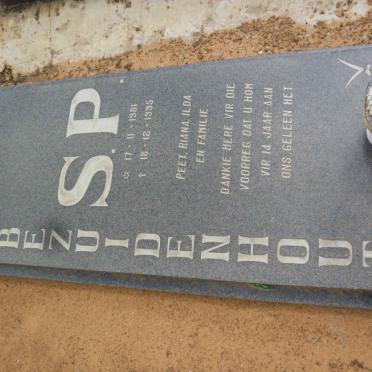 S.P.
BEZUIDENHOUT
☆ 17-11-1981
† 18-12-1995
PEET, RIANA, ILDA
EN FAMILIE
DANKIE HERE VIR DIE
VOORREG DAT U HOM
VIR 14 JAAR AAN
ONS GELEEN HET